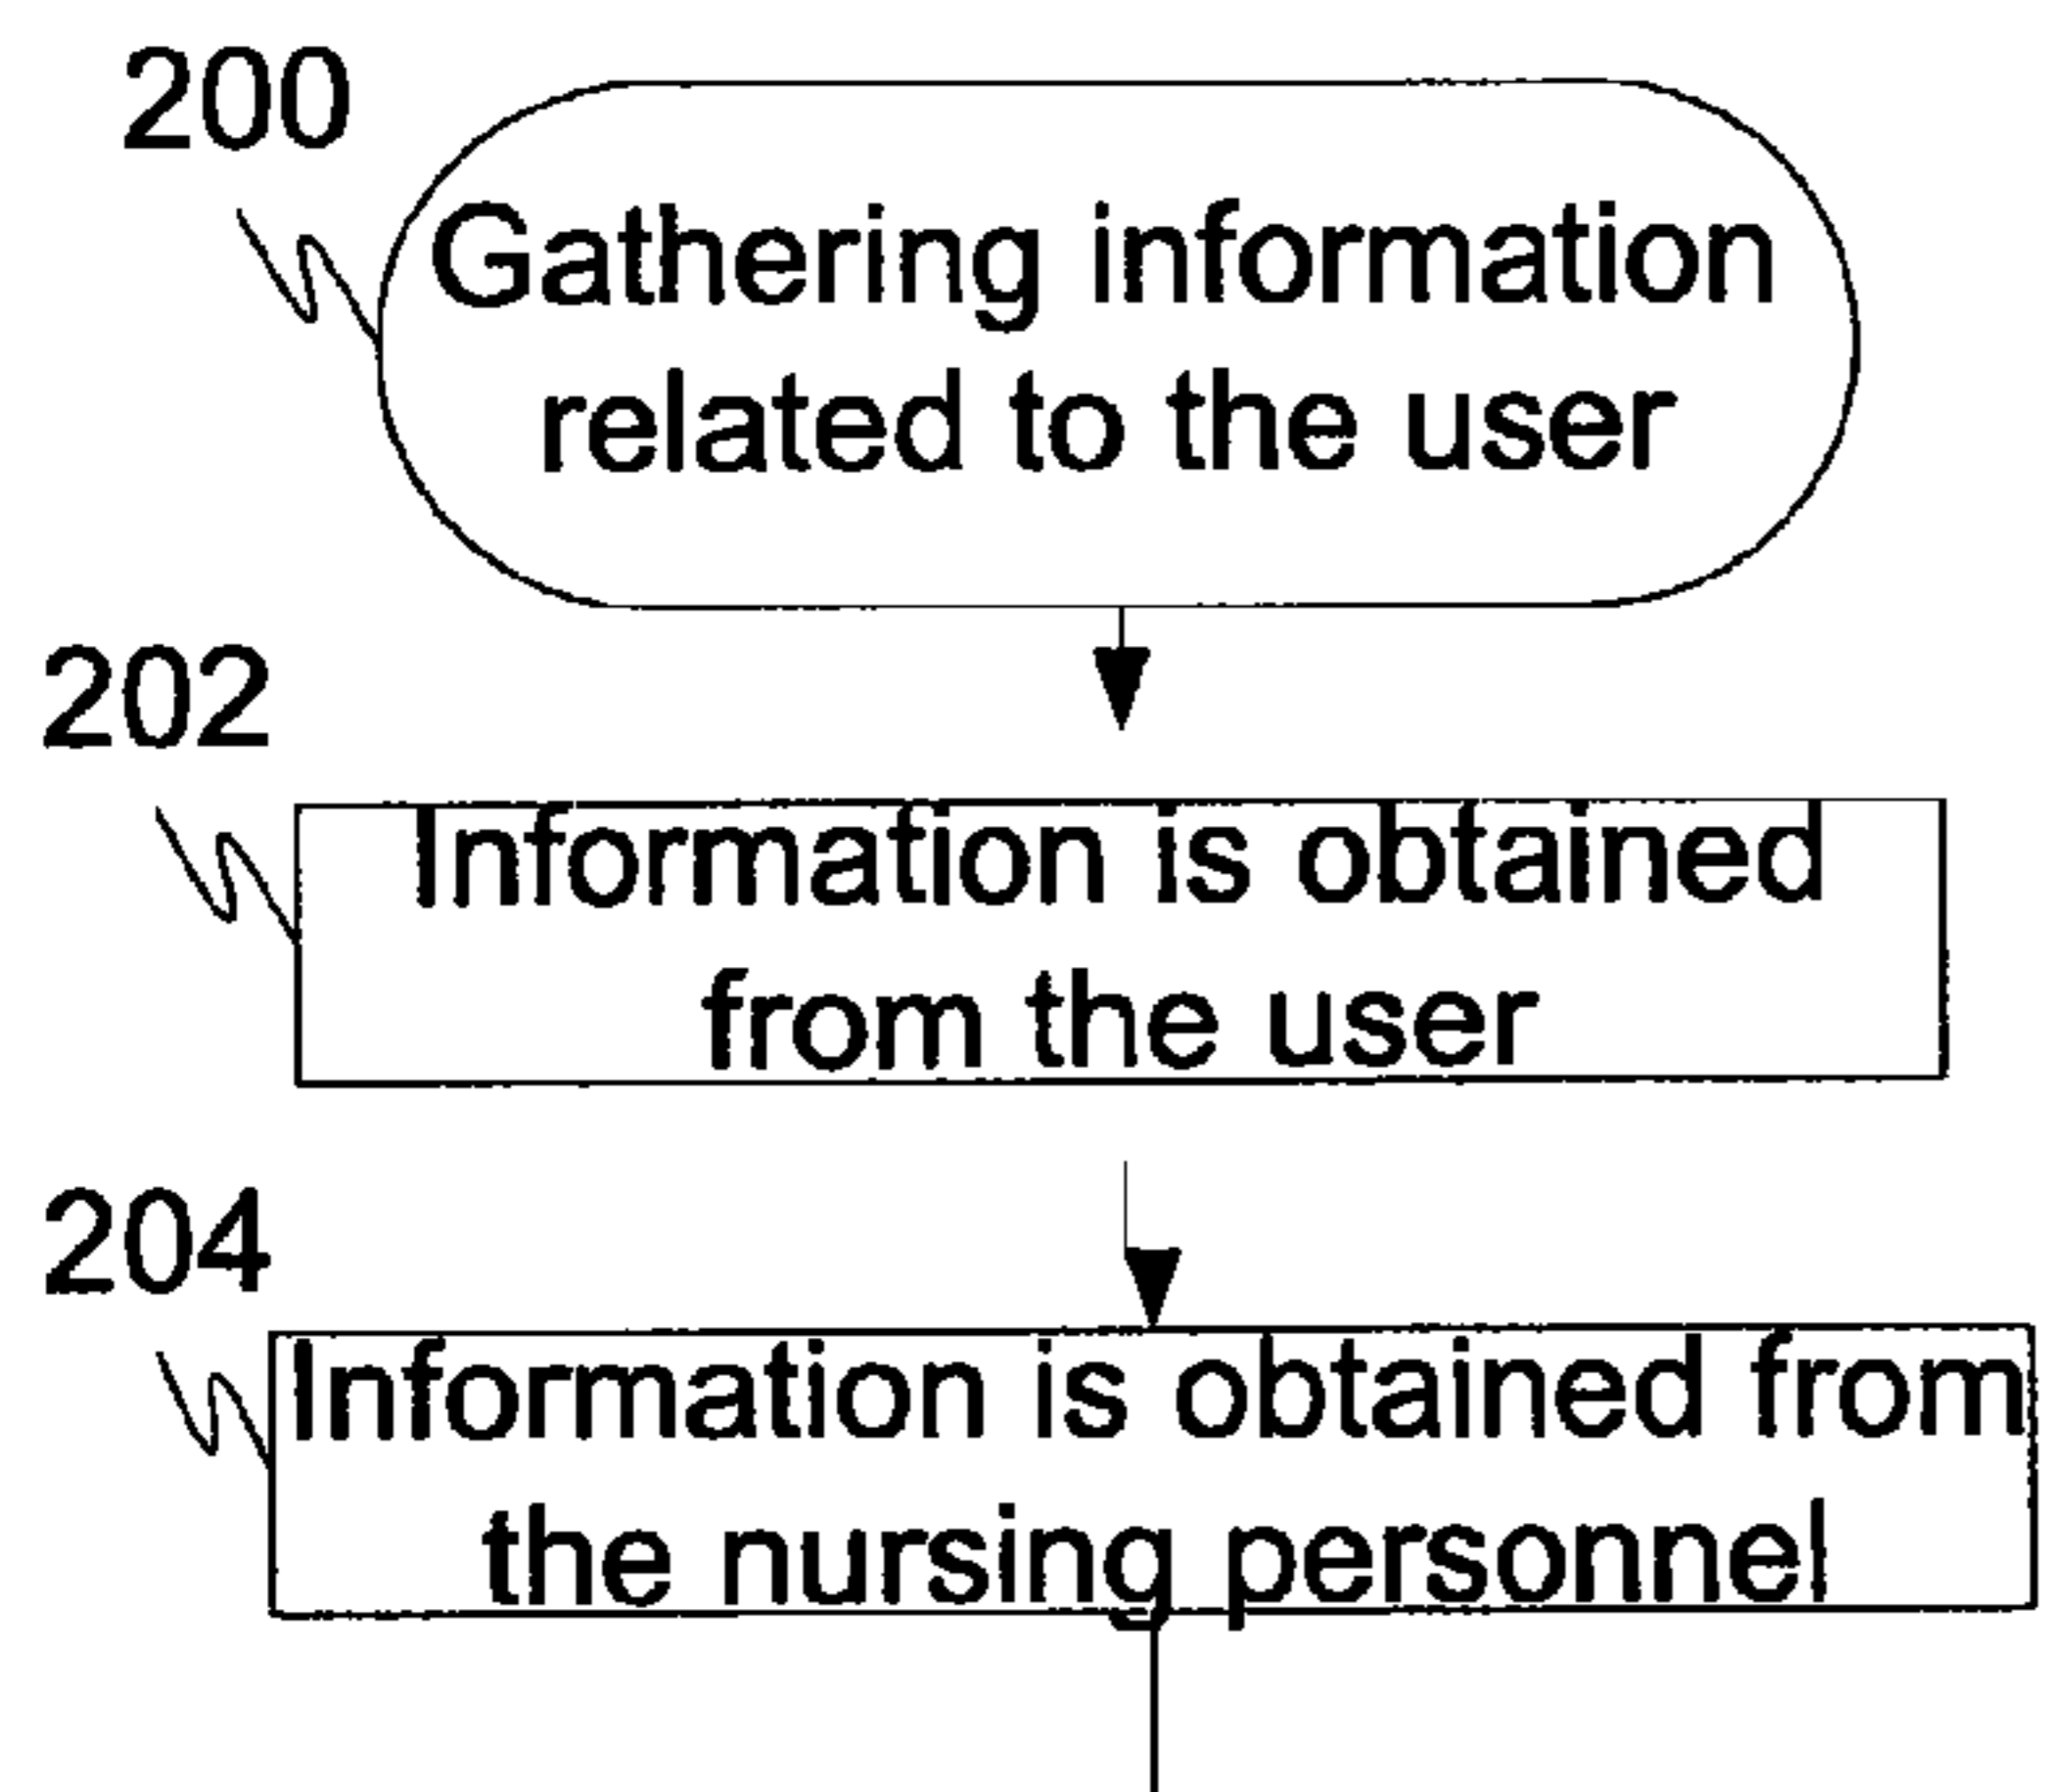 200
Gathering information
related to the user
202
Information is obtained
from the user
204
Information is obtained from
the nursing personnel